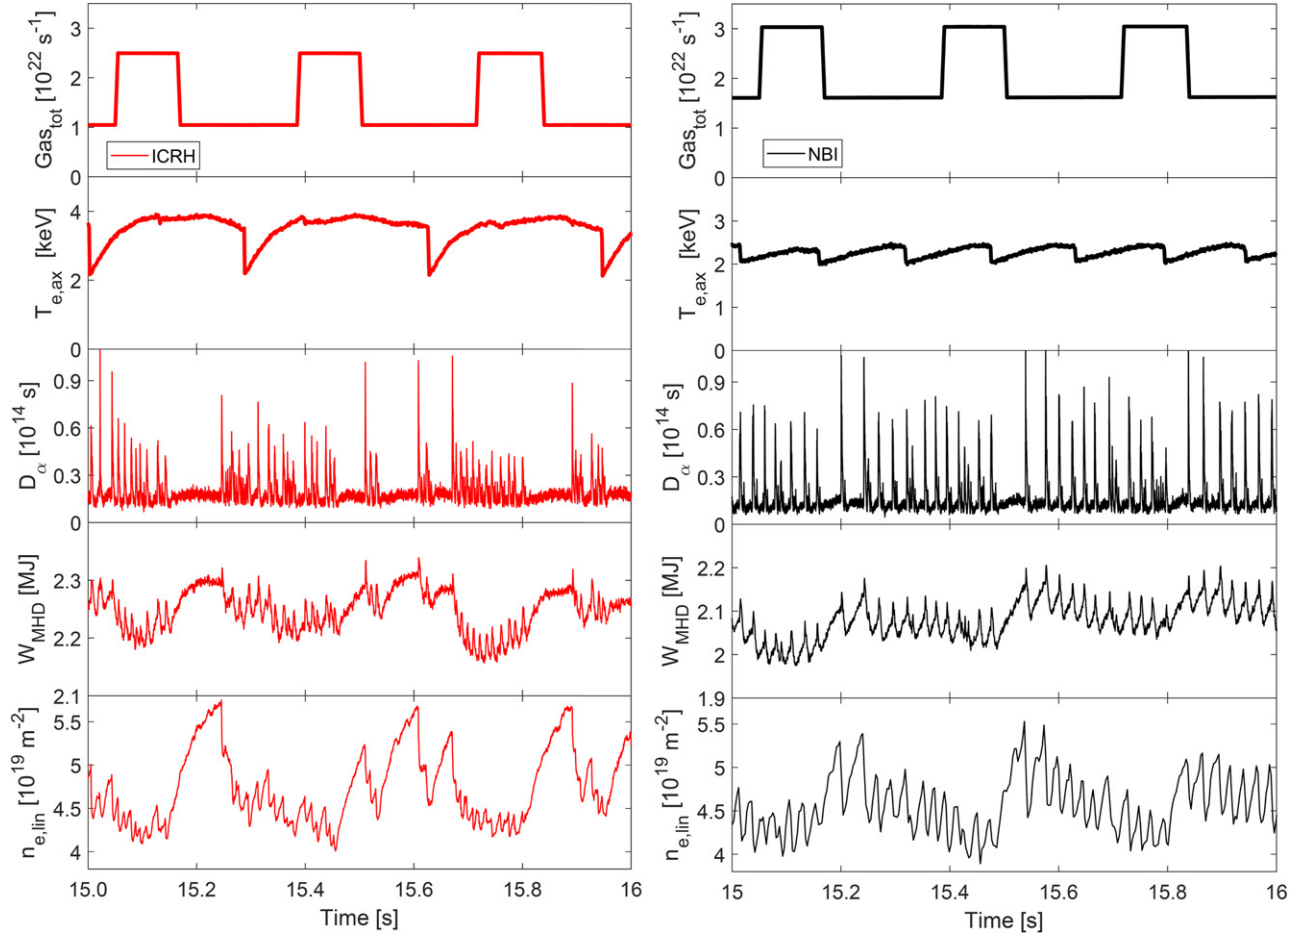 Gas_tot [10^22 s^-1]
3
2
1
0
ICRH
T_e,ax [keV]
4
2
0
D_α [10^14 s]
0.9
0.6
0.3
0
W_MHD [MJ]
2.3
2.2
2.1
n_e,lin [10^19 m^-2]
5.5
5
4.5
4
15.0 15.2 15.4 15.6 15.8 16
Time [s]
Gas_tot [10^22 s^-1]
3
2
1
0
NBI
T_e,ax [keV]
3
2
1
0
D_α [10^14 s]
0.9
0.6
0.3
0
W_MHD [MJ]
2.2
2.1
2
1.9
n_e,lin [10^19 m^-2]
5.5
5
4.5
4
15 15.2 15.4 15.6 15.8 16
Time [s]